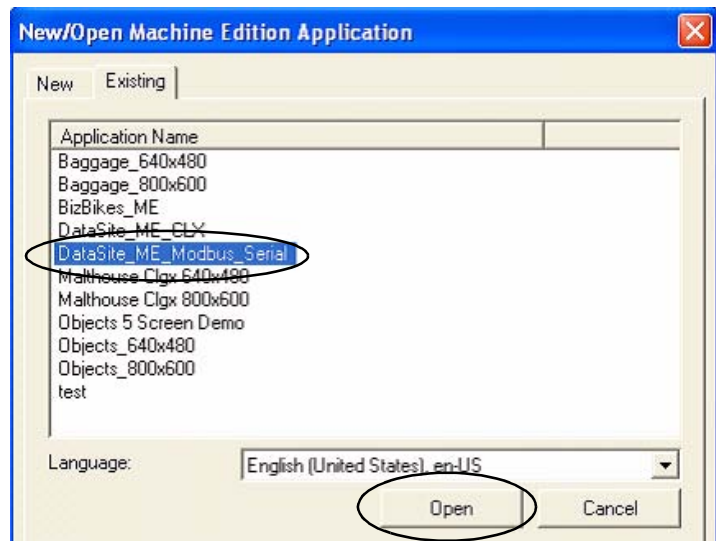 New/Open Machine Edition Application
New
Existing
Application Name
Baggage_640x480
Baggage_800x600
BizBikes_ME
DataSite_ME_CLX
DataSite_ME_Modbus_Serial
Malthouse Clgx 640x480
Malthouse Clgx 800x600
Objects 5 Screen Demo
Objects_640x480
Objects_800x600
test
Language:
English (United States), en-US
Open
Cancel